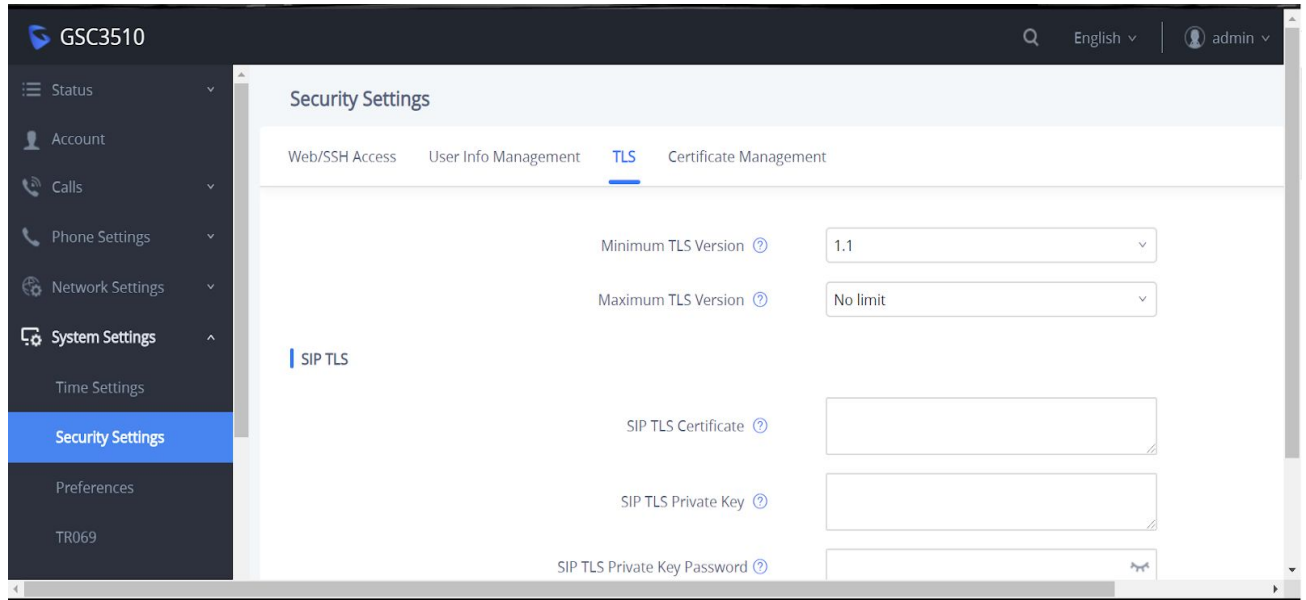 GSC3510
English
admin
Status
Account
Calls
Phone Settings
Network Settings
System Settings
Time Settings
Security Settings
Preferences
TR069
Security Settings
Web/SSH Access User Info Management TLS Certificate Management
Minimum TLS Version ? 1.1
Maximum TLS Version ? No limit
SIP TLS
SIP TLS Certificate ?
SIP TLS Private Key ?
SIP TLS Private Key Password ?